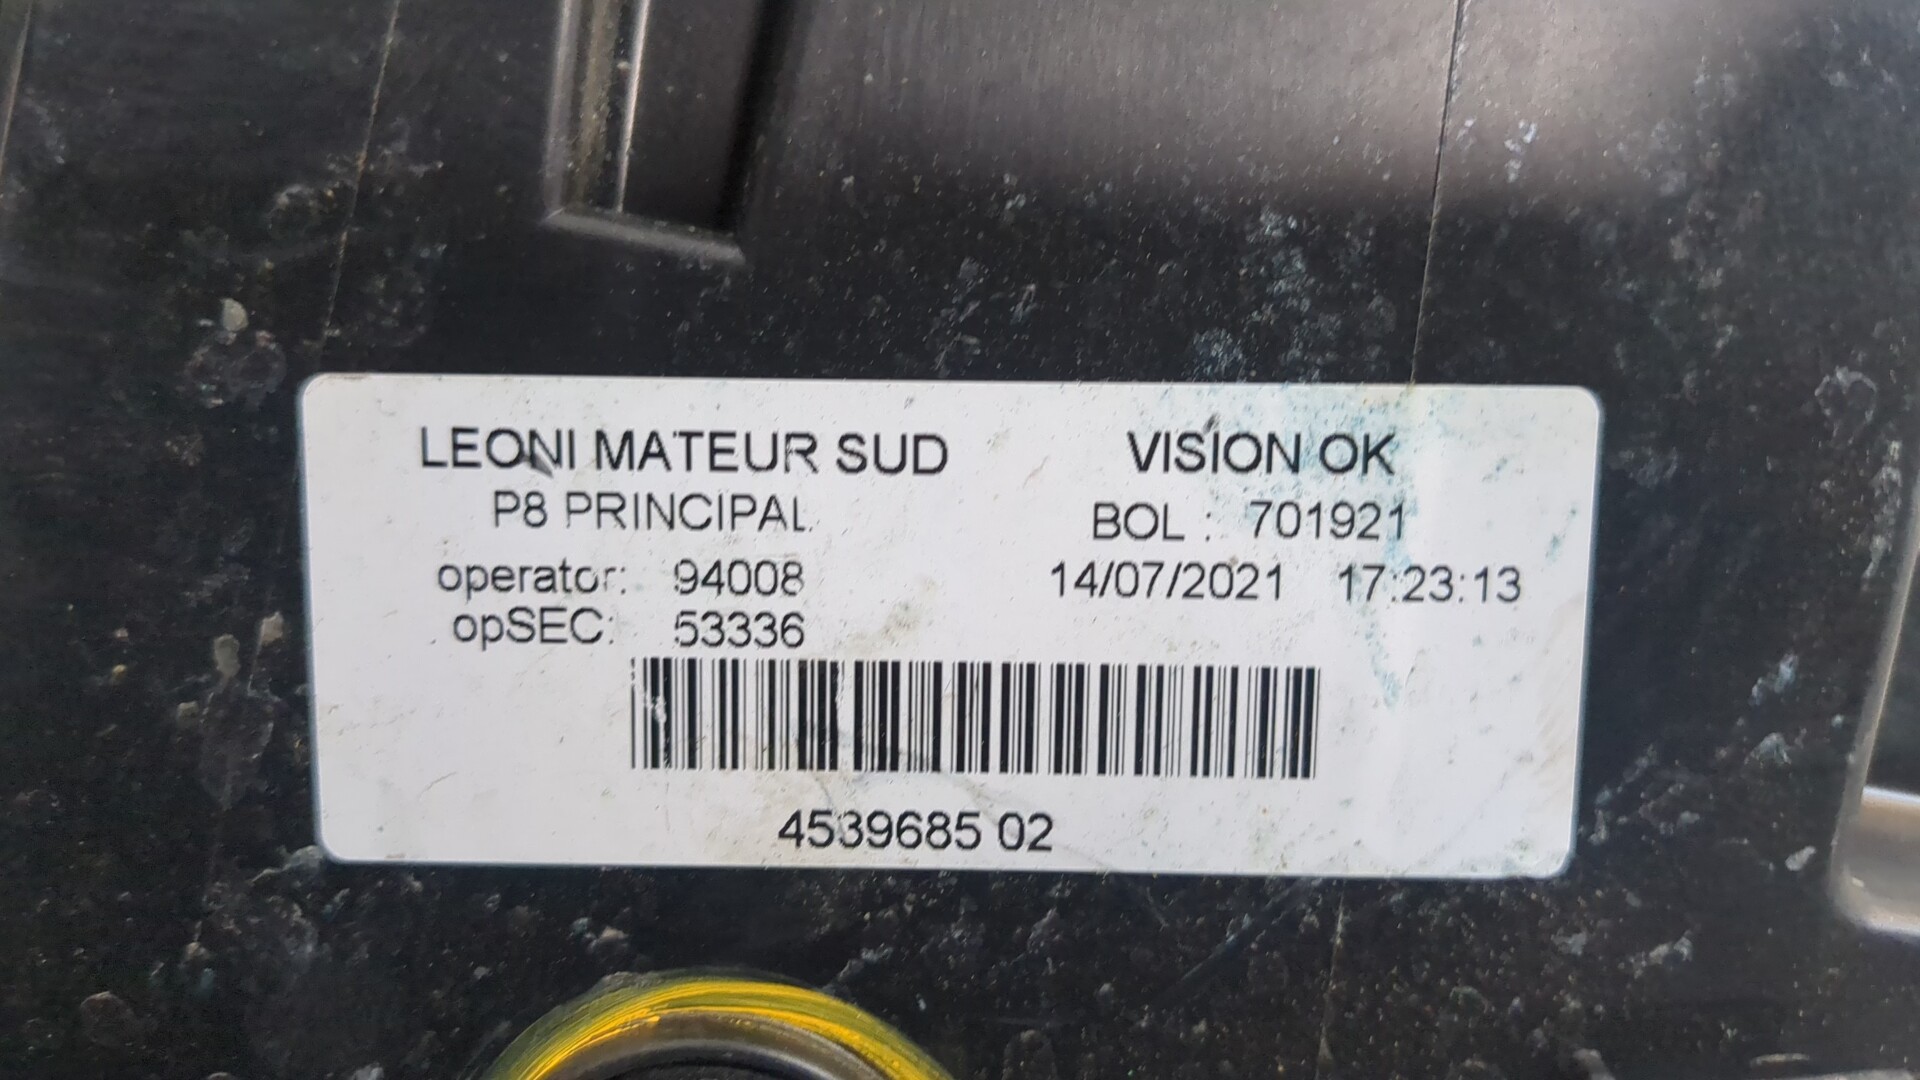 LEONI MATEUR SUD
P8 PRINCIPAL
operator: 94008
opSEC: 53336
VISION OK
BOL : 701921
14/07/2021 17:23:13
4539685 02